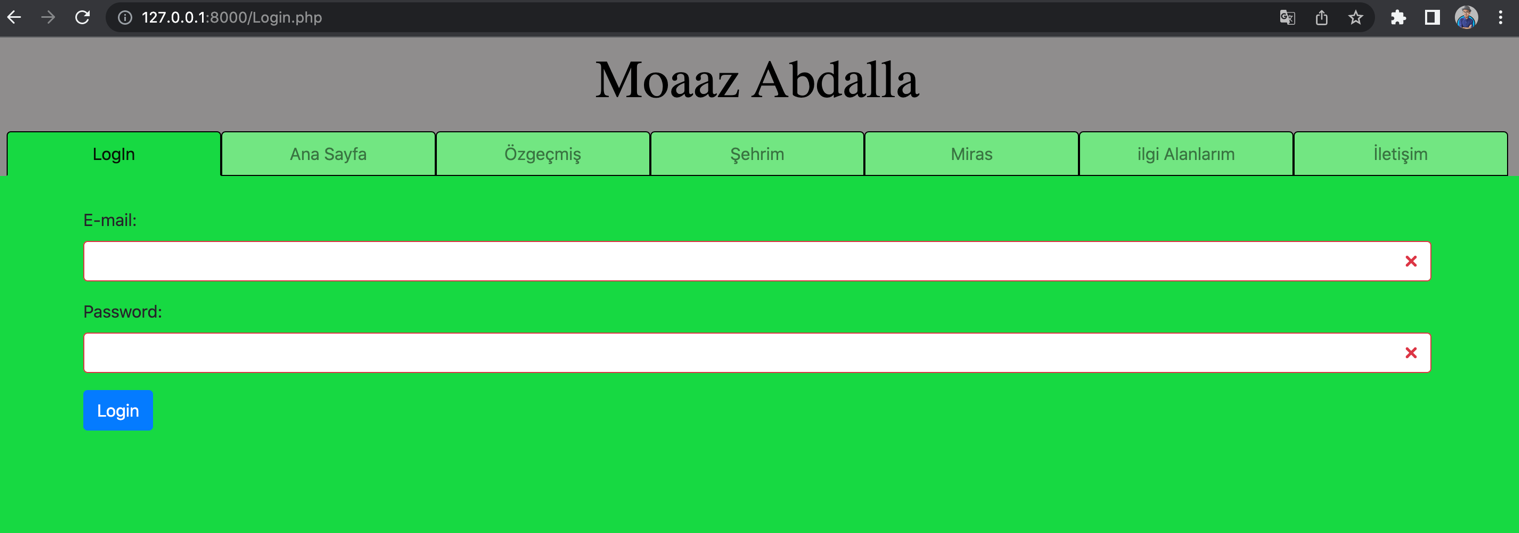 127.0.0.1:8000/Login.php
Moaaz Abdalla
LogIn Ana Sayfa Özgeçmiş Şehrim Miras ilgi Alanlarım İletişim
E-mail:
Password:
Login